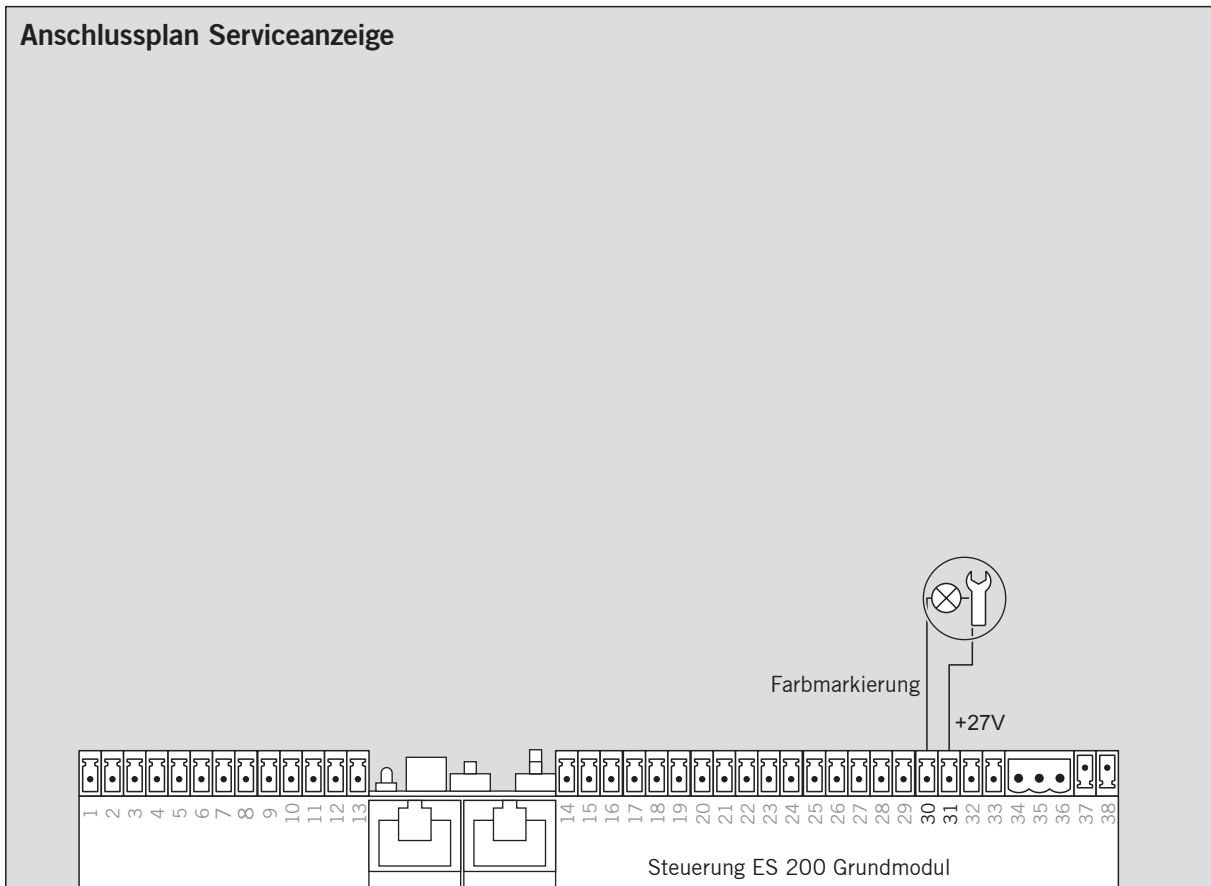 Anschlussplan Serviceanzeige
Farbmarkierung
+27V
1 2 3 4 5 6 7 8 9 10 11 12 13 14 15 16 17 18 19 20 21 22 23 24 25 26 27 28 29 30 31 32 33 34 35 36 37 38
Steuerung ES 200 Grundmodul